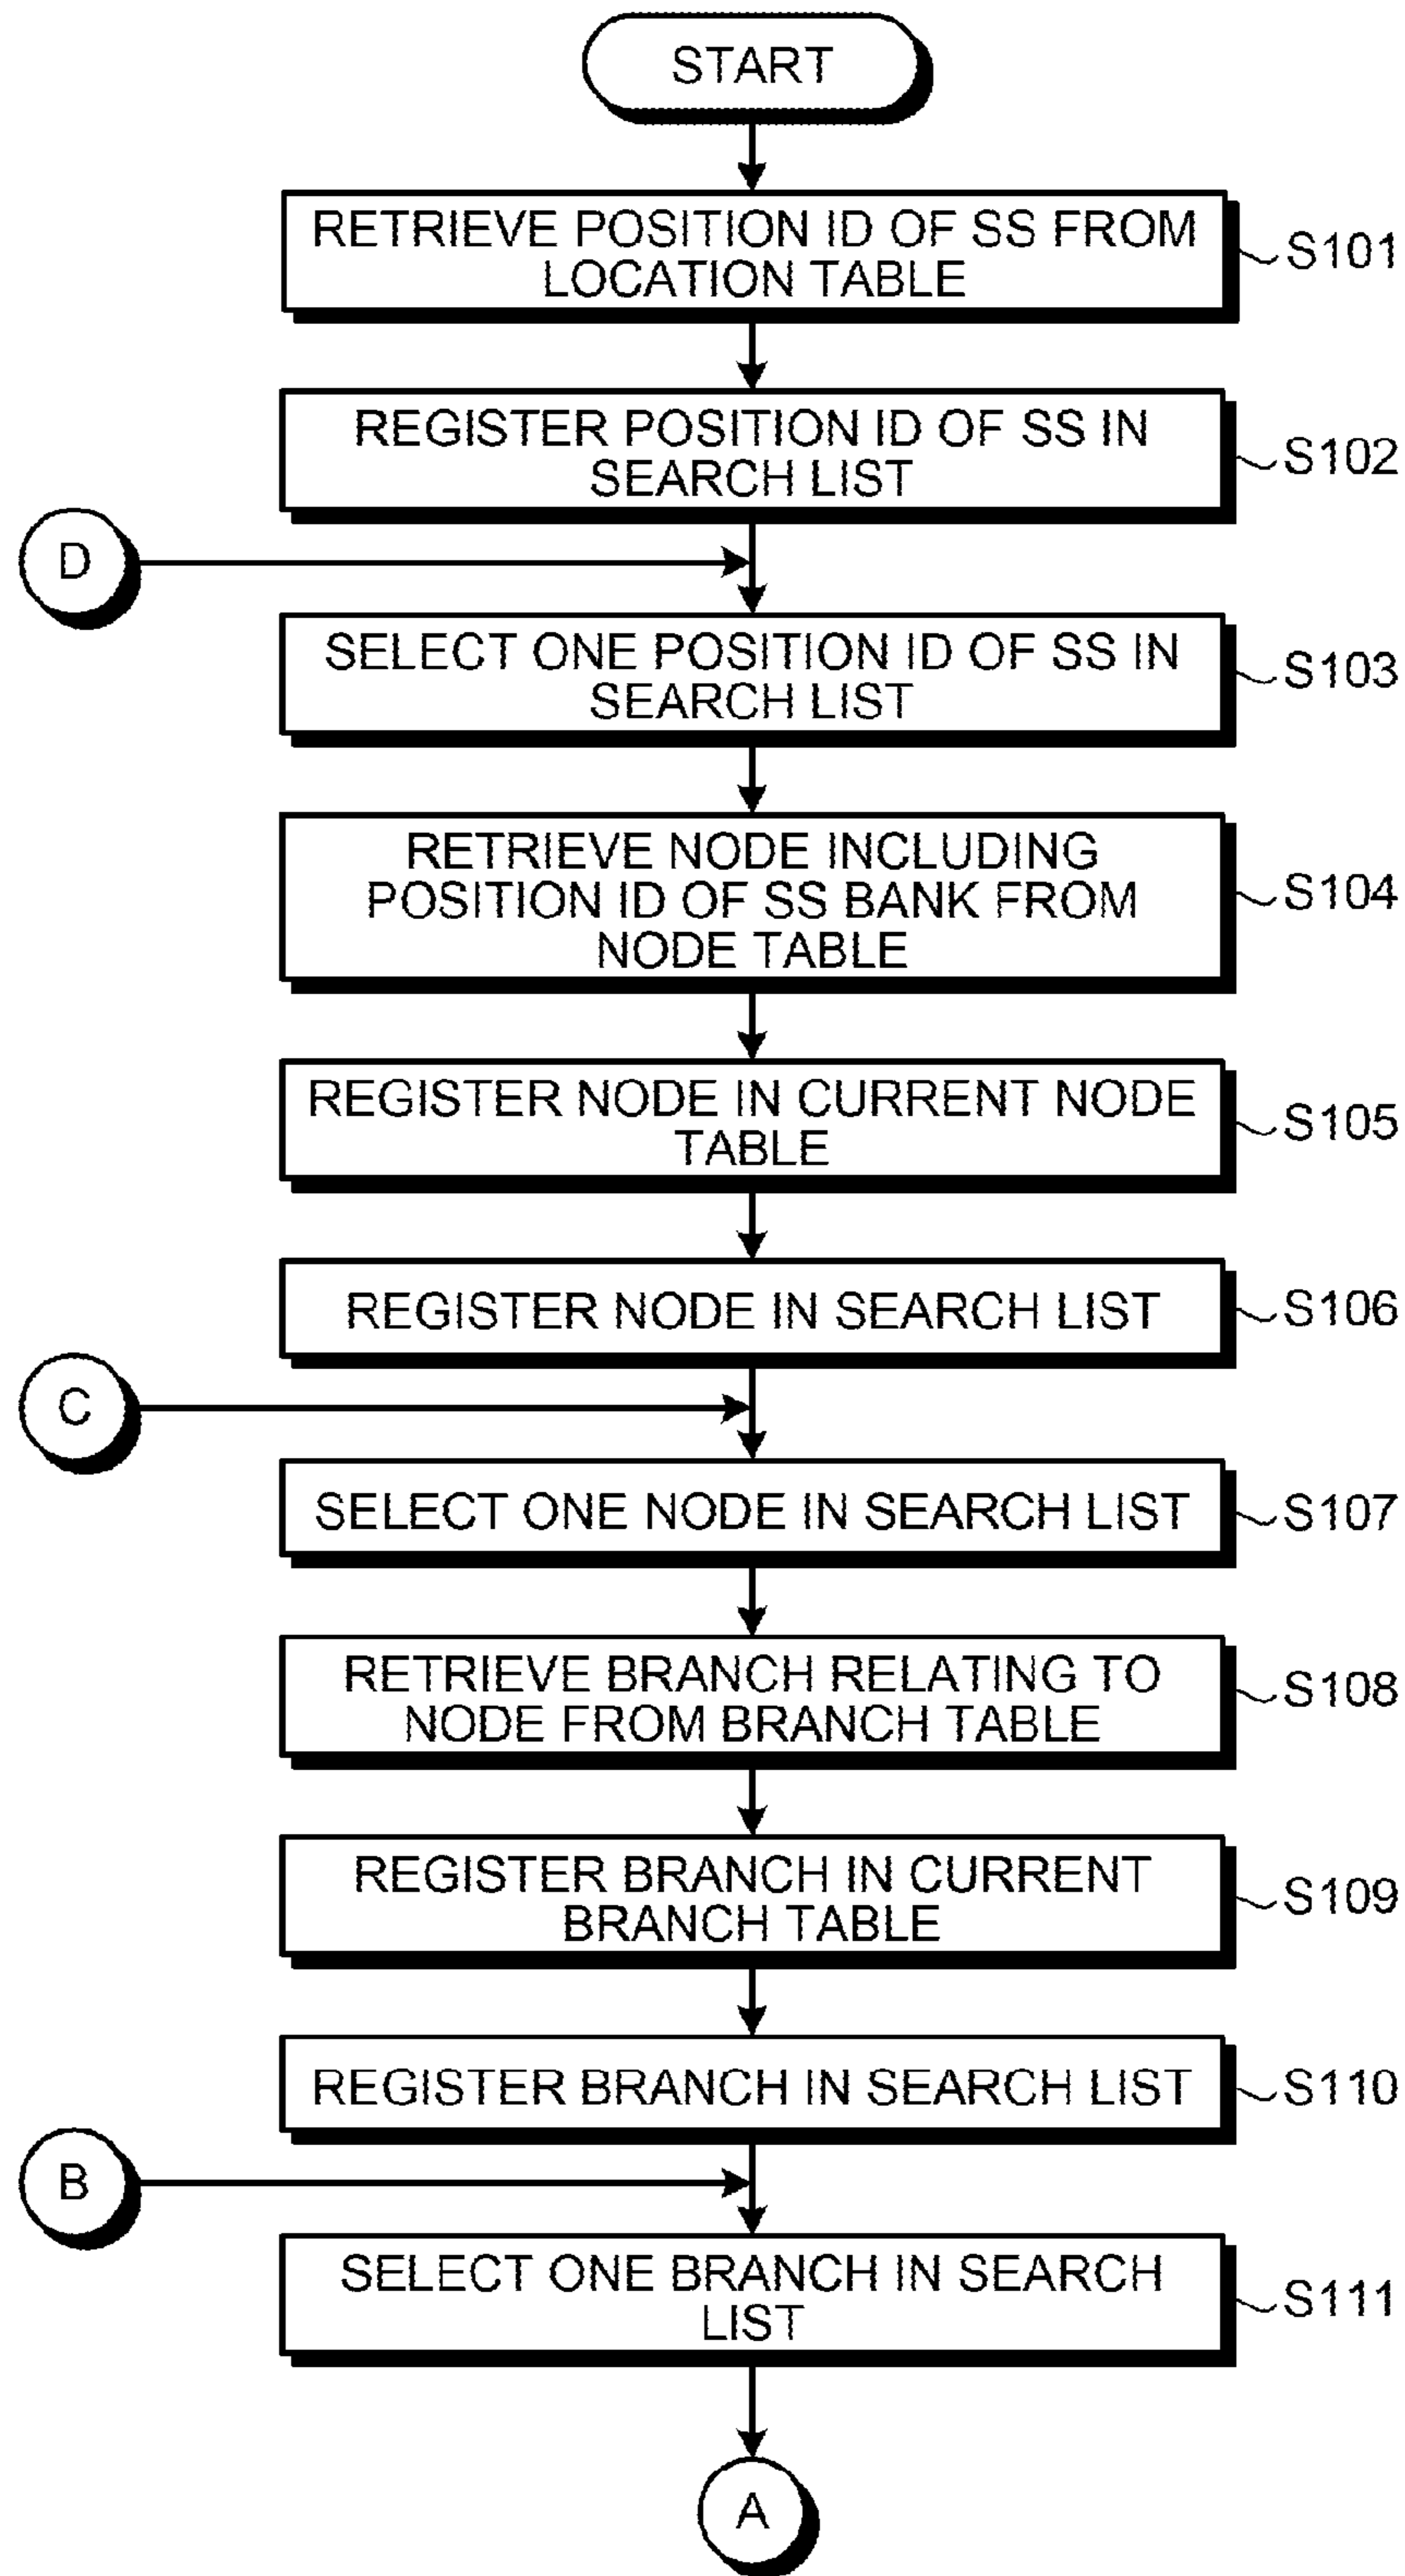 START
RETRIEVE POSITION ID OF SS FROM
LOCATION TABLE
S101
REGISTER POSITION ID OF SS IN
SEARCH LIST
S102
D
SELECT ONE POSITION ID OF SS IN
SEARCH LIST
S103
RETRIEVE NODE INCLUDING
POSITION ID OF SS BANK FROM
NODE TABLE
S104
REGISTER NODE IN CURRENT NODE
TABLE
S105
REGISTER NODE IN SEARCH LIST
S106
C
SELECT ONE NODE IN SEARCH LIST
S107
RETRIEVE BRANCH RELATING TO
NODE FROM BRANCH TABLE
S108
REGISTER BRANCH IN CURRENT
BRANCH TABLE
S109
REGISTER BRANCH IN SEARCH LIST
S110
B
SELECT ONE BRANCH IN SEARCH
LIST
S111
A